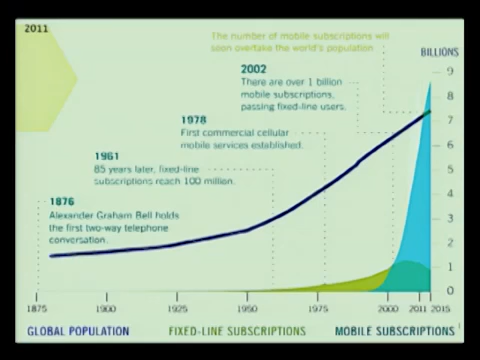 2011
The number of mobile subscriptions will
soon overtake the world's population
BILLIONS
2002
There are over 1 billion
mobile subscriptions,
passing fixed-line users.
1978
First commercial cellular
mobile services established.
1961
85 years later, fixed-line
subscriptions reach 100 million.
1876
Alexander Graham Bell holds
the first two-way telephone
conversation.
9
8
7
6
5
4
3
2
1
0
1875 1900 1925 1950 1975 2000 2011 2015
GLOBAL POPULATION FIXED-LINE SUBSCRIPTIONS MOBILE SUBSCRIPTIONS